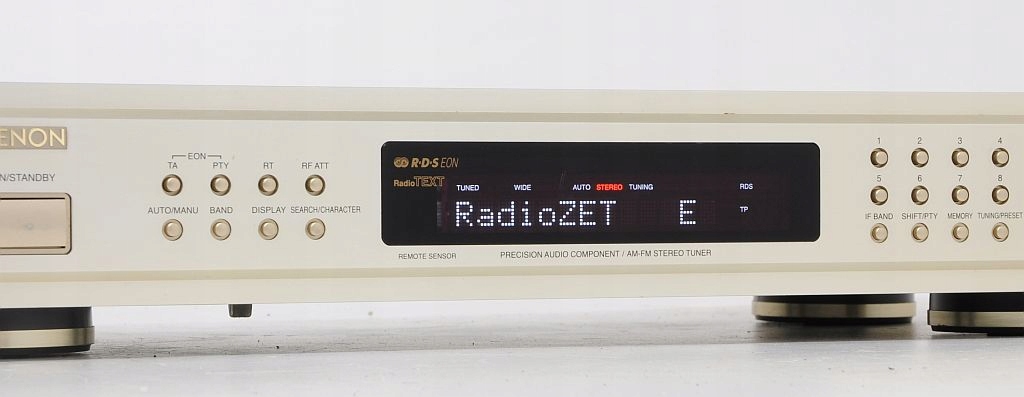 ENON
N/STANDBY
EON
TA PTY RT RF ATT
AUTO/MANU BAND DISPLAY SEARCH/CHARACTER
R·D·S EON
RadioTEXT
TUNED WIDE AUTO STEREO TUNING RDS
RadioZET E TP
REMOTE SENSOR PRECISION AUDIO COMPONENT / AM-FM STEREO TUNER
1 2 3 4
5 6 7 8
IF BAND SHIFT/PTY MEMORY TUNING/PRESET